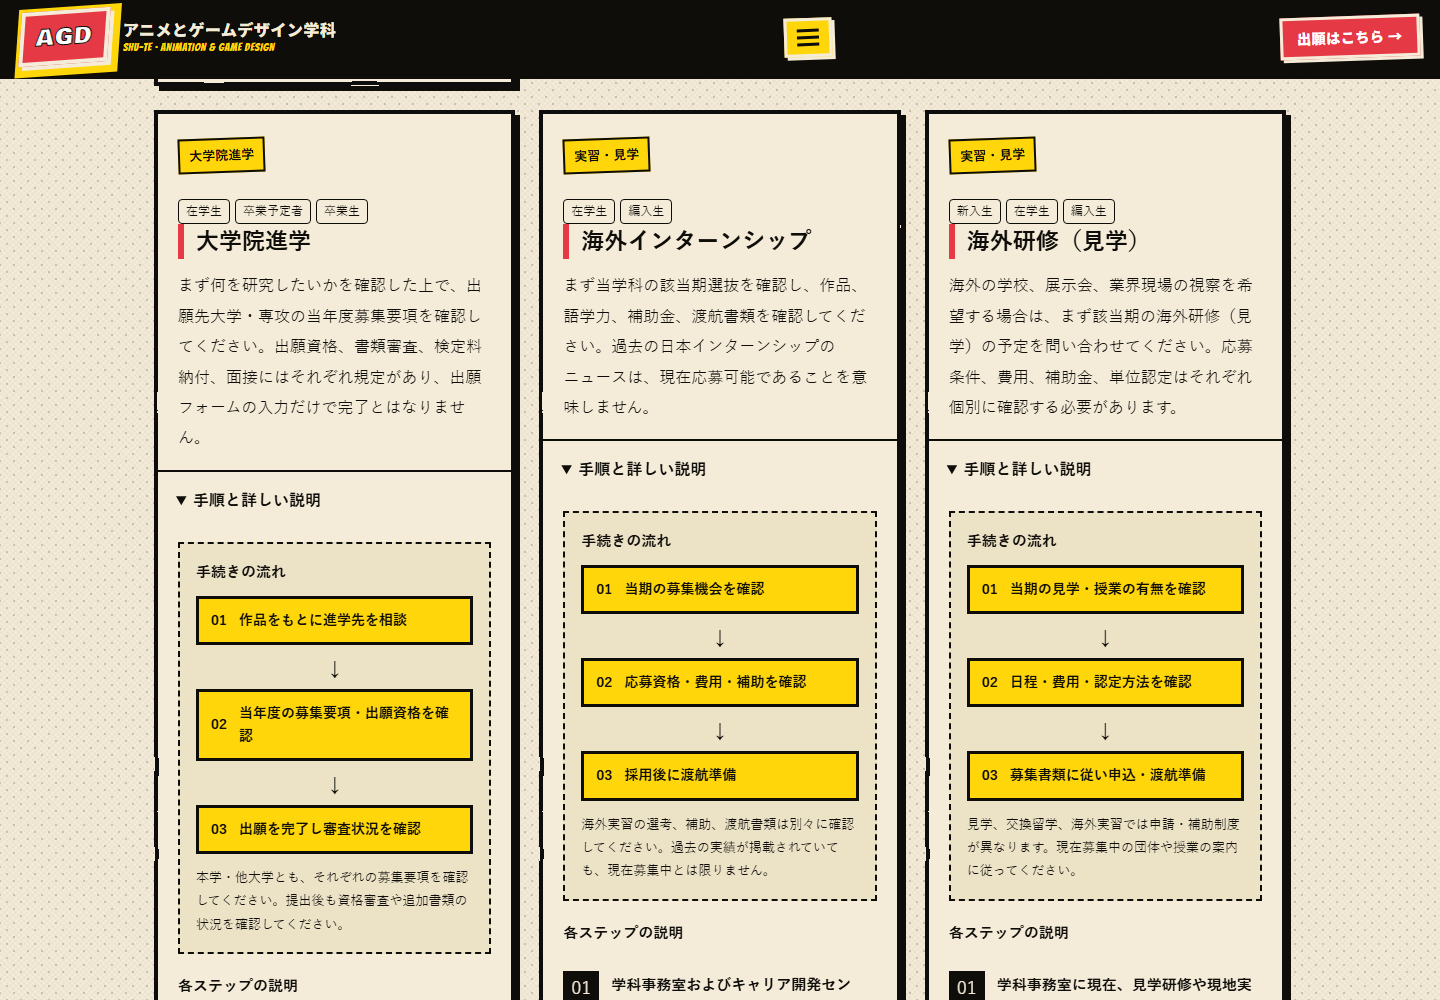 AGD
アニメとゲームデザイン学科
SHU-TE · ANIMATION & GAME DESIGN
出願はこちら →
大学院進学
在学生 卒業予定者 卒業生
大学院進学
まず何を研究したいかを確認した上で、出
願先大学・専攻の当年度募集要項を確認し
てください。出願資格、書類審査、検定料
納付、面接にはそれぞれ規定があり、出願
フォームの入力だけで完了とはなりませ
ん。
▼ 手順と詳しい説明
手続きの流れ
01 作品をもとに進学先を相談
↓
02 当年度の募集要項・出願資格を確
認
↓
03 出願を完了し審査状況を確認
本学・他大学とも、それぞれの募集要項を確認
してください。提出後も資格審査や追加書類の
状況を確認してください。
各ステップの説明
実習・見学
在学生 編入生
海外インターンシップ
まず当学科の該当期選抜を確認し、作品、
語学力、補助金、渡航書類を確認してくだ
さい。過去の日本インターンシップの
ニュースは、現在応募可能であることを意
味しません。
▼ 手順と詳しい説明
手続きの流れ
01 当期の募集機会を確認
↓
02 応募資格・費用・補助を確認
↓
03 採用後に渡航準備
海外実習の選考、補助、渡航書類は別々に確認
してください。過去の実績が掲載されていて
も、現在募集中とは限りません。
各ステップの説明
01 学科事務室およびキャリア開発セン
実習・見学
新入生 在学生 編入生
海外研修（見学）
海外の学校、展示会、業界現場の視察を希
望する場合は、まず該当期の海外研修（見
学）の予定を問い合わせてください。応募
条件、費用、補助金、単位認定はそれぞれ
個別に確認する必要があります。
▼ 手順と詳しい説明
手続きの流れ
01 当期の見学・授業の有無を確認
↓
02 日程・費用・認定方法を確認
↓
03 募集書類に従い申込・渡航準備
見学、交換留学、海外実習では申請・補助制度
が異なります。現在募集中の団体や授業の案内
に従ってください。
各ステップの説明
01 学科事務室に現在、見学研修や現地実